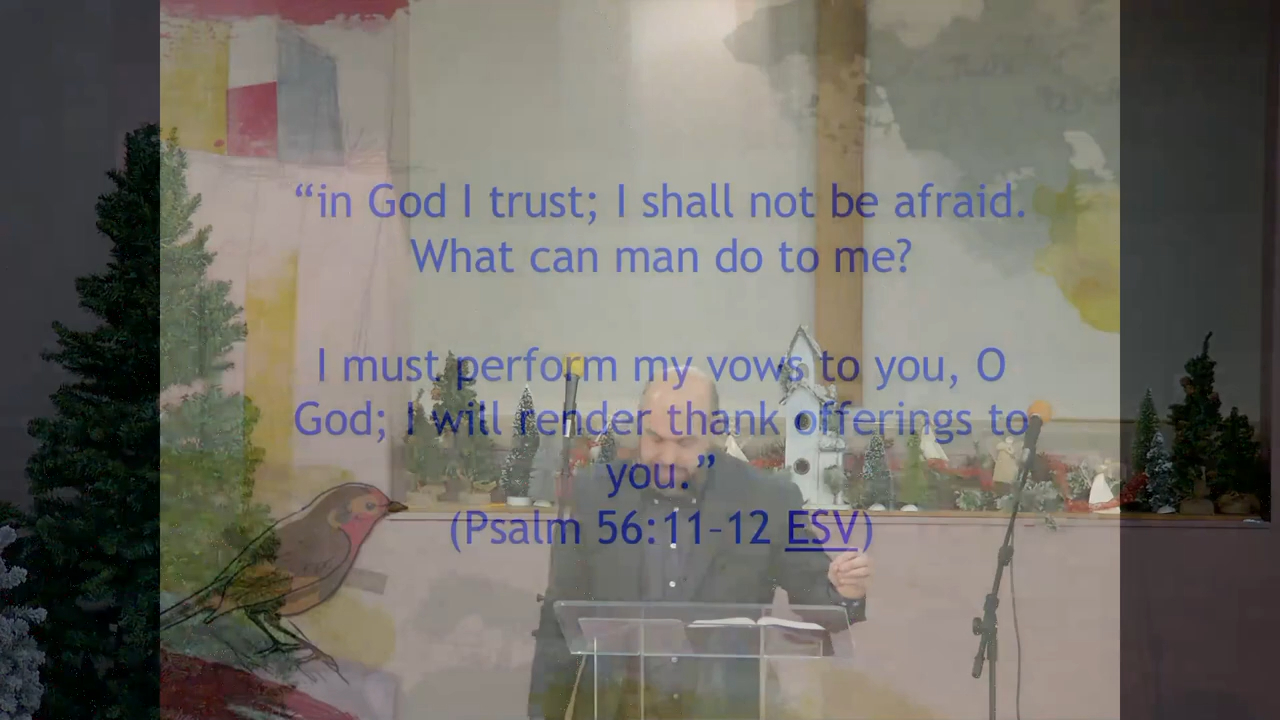 “in God I trust; I shall not be afraid.
What can man do to me?
I must perform my vows to you, O
God; I will render thank offerings to
you.”
(Psalm 56:11–12 ESV)